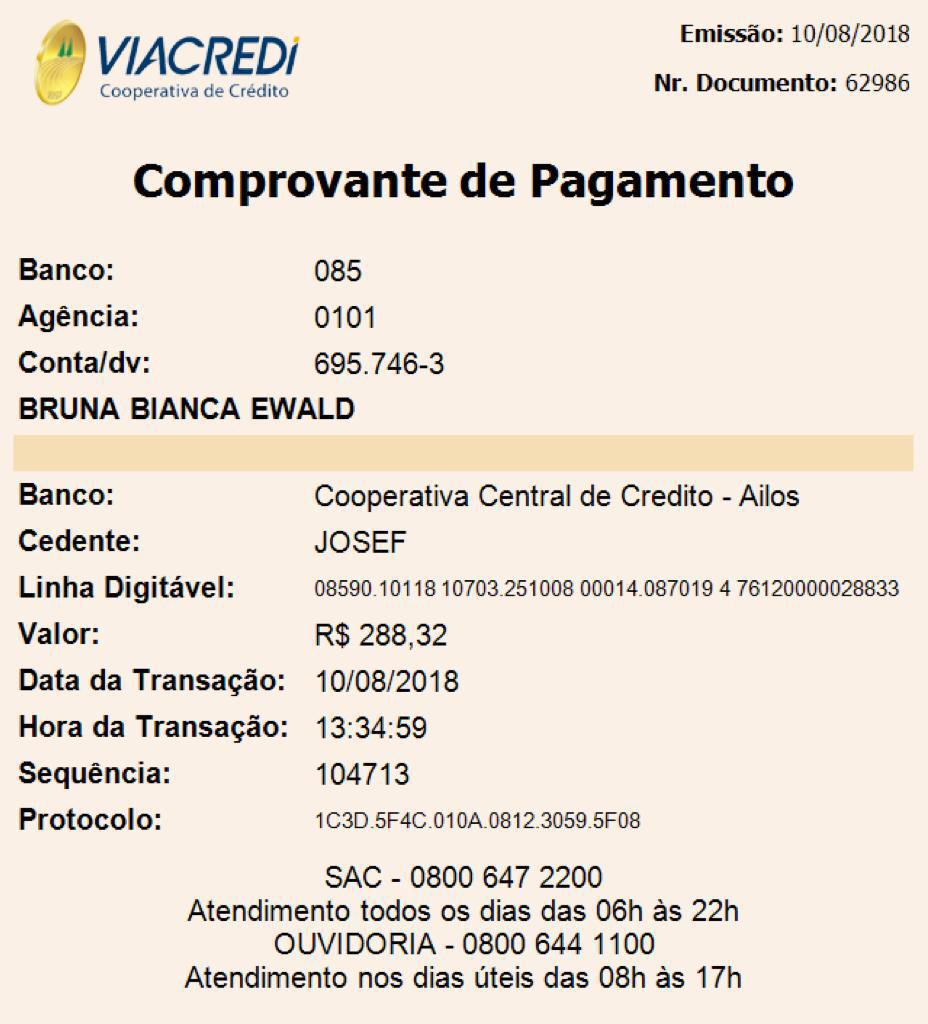 VIACREDI
Cooperativa de Crédito
Emissão: 10/08/2018
Nr. Documento: 62986
Comprovante de Pagamento
Banco: 085
Agência: 0101
Conta/dv: 695.746-3
BRUNA BIANCA EWALD
Banco: Cooperativa Central de Credito - Ailos
Cedente: JOSEF
Linha Digitável: 08590.10118 10703.251008 00014.087019 4 76120000028833
Valor: R$ 288,32
Data da Transação: 10/08/2018
Hora da Transação: 13:34:59
Sequência: 104713
Protocolo: 1C3D.5F4C.010A.0812.3059.5F08
SAC - 0800 647 2200
Atendimento todos os dias das 06h às 22h
OUVIDORIA - 0800 644 1100
Atendimento nos dias úteis das 08h às 17h